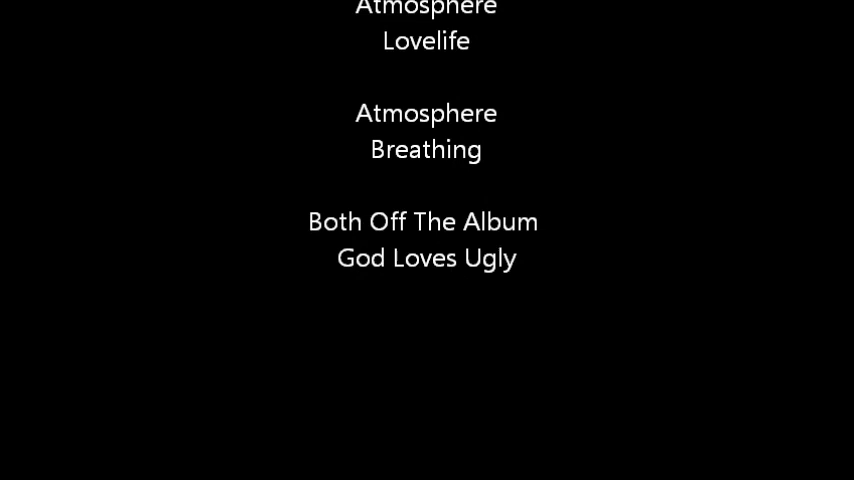 Atmosphere
Lovelife
Atmosphere
Breathing
Both Off The Album
God Loves Ugly